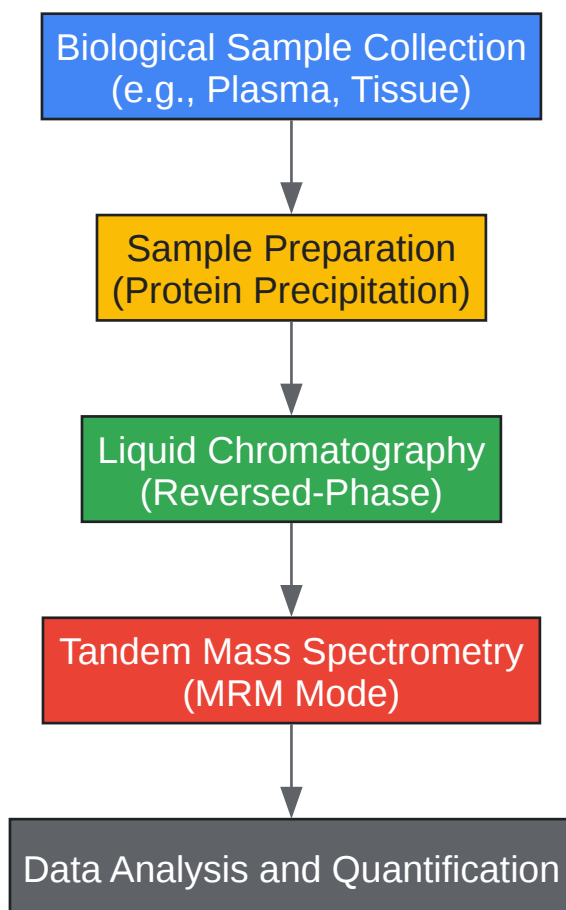 Biological Sample Collection
(e.g., Plasma, Tissue)
Sample Preparation
(Protein Precipitation)
Liquid Chromatography
(Reversed-Phase)
Tandem Mass Spectrometry
(MRM Mode)
Data Analysis and Quantification